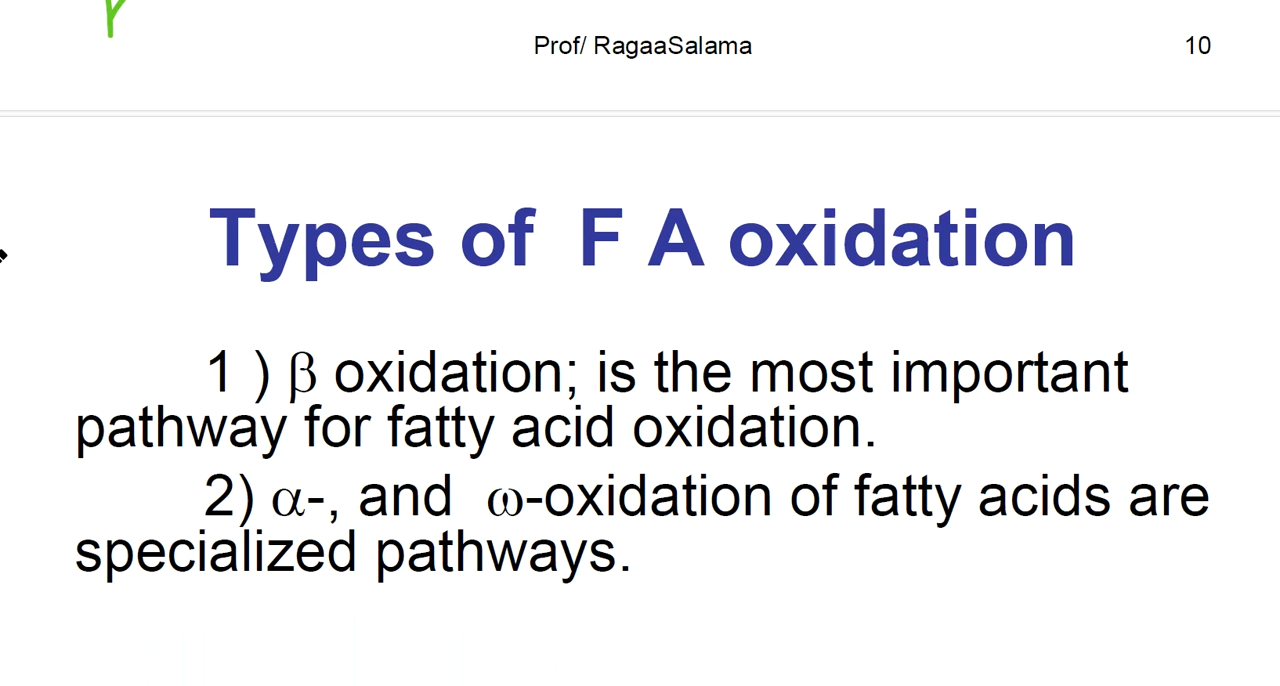 Prof/ RagaaSalama
10
Types of F A oxidation
1 ) β oxidation; is the most important
pathway for fatty acid oxidation.
2) α-, and ω-oxidation of fatty acids are
specialized pathways.